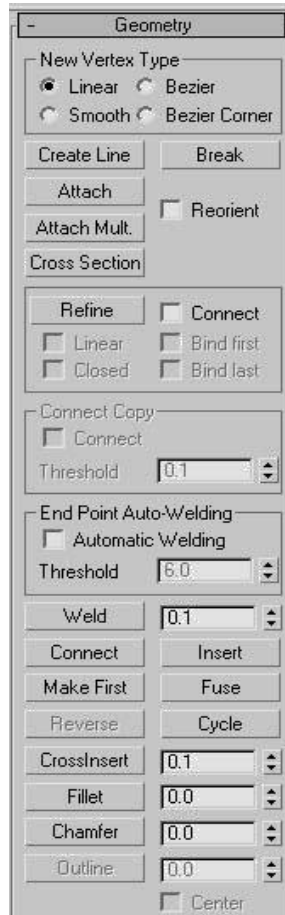 - Geometry
New Vertex Type
Linear Bezier
Smooth Bezier Corner
Create Line Break
Attach
Reorient
Attach Mult.
Cross Section
Refine Connect
Linear Bind first
Closed Bind last
Connect Copy
Connect
Threshold 0.1
End Point Auto-Welding
Automatic Welding
Threshold 6.0
Weld 0.1
Connect Insert
Make First Fuse
Reverse Cycle
CrossInsert 0.1
Fillet 0.0
Chamfer 0.0
Outline 0.0
Center